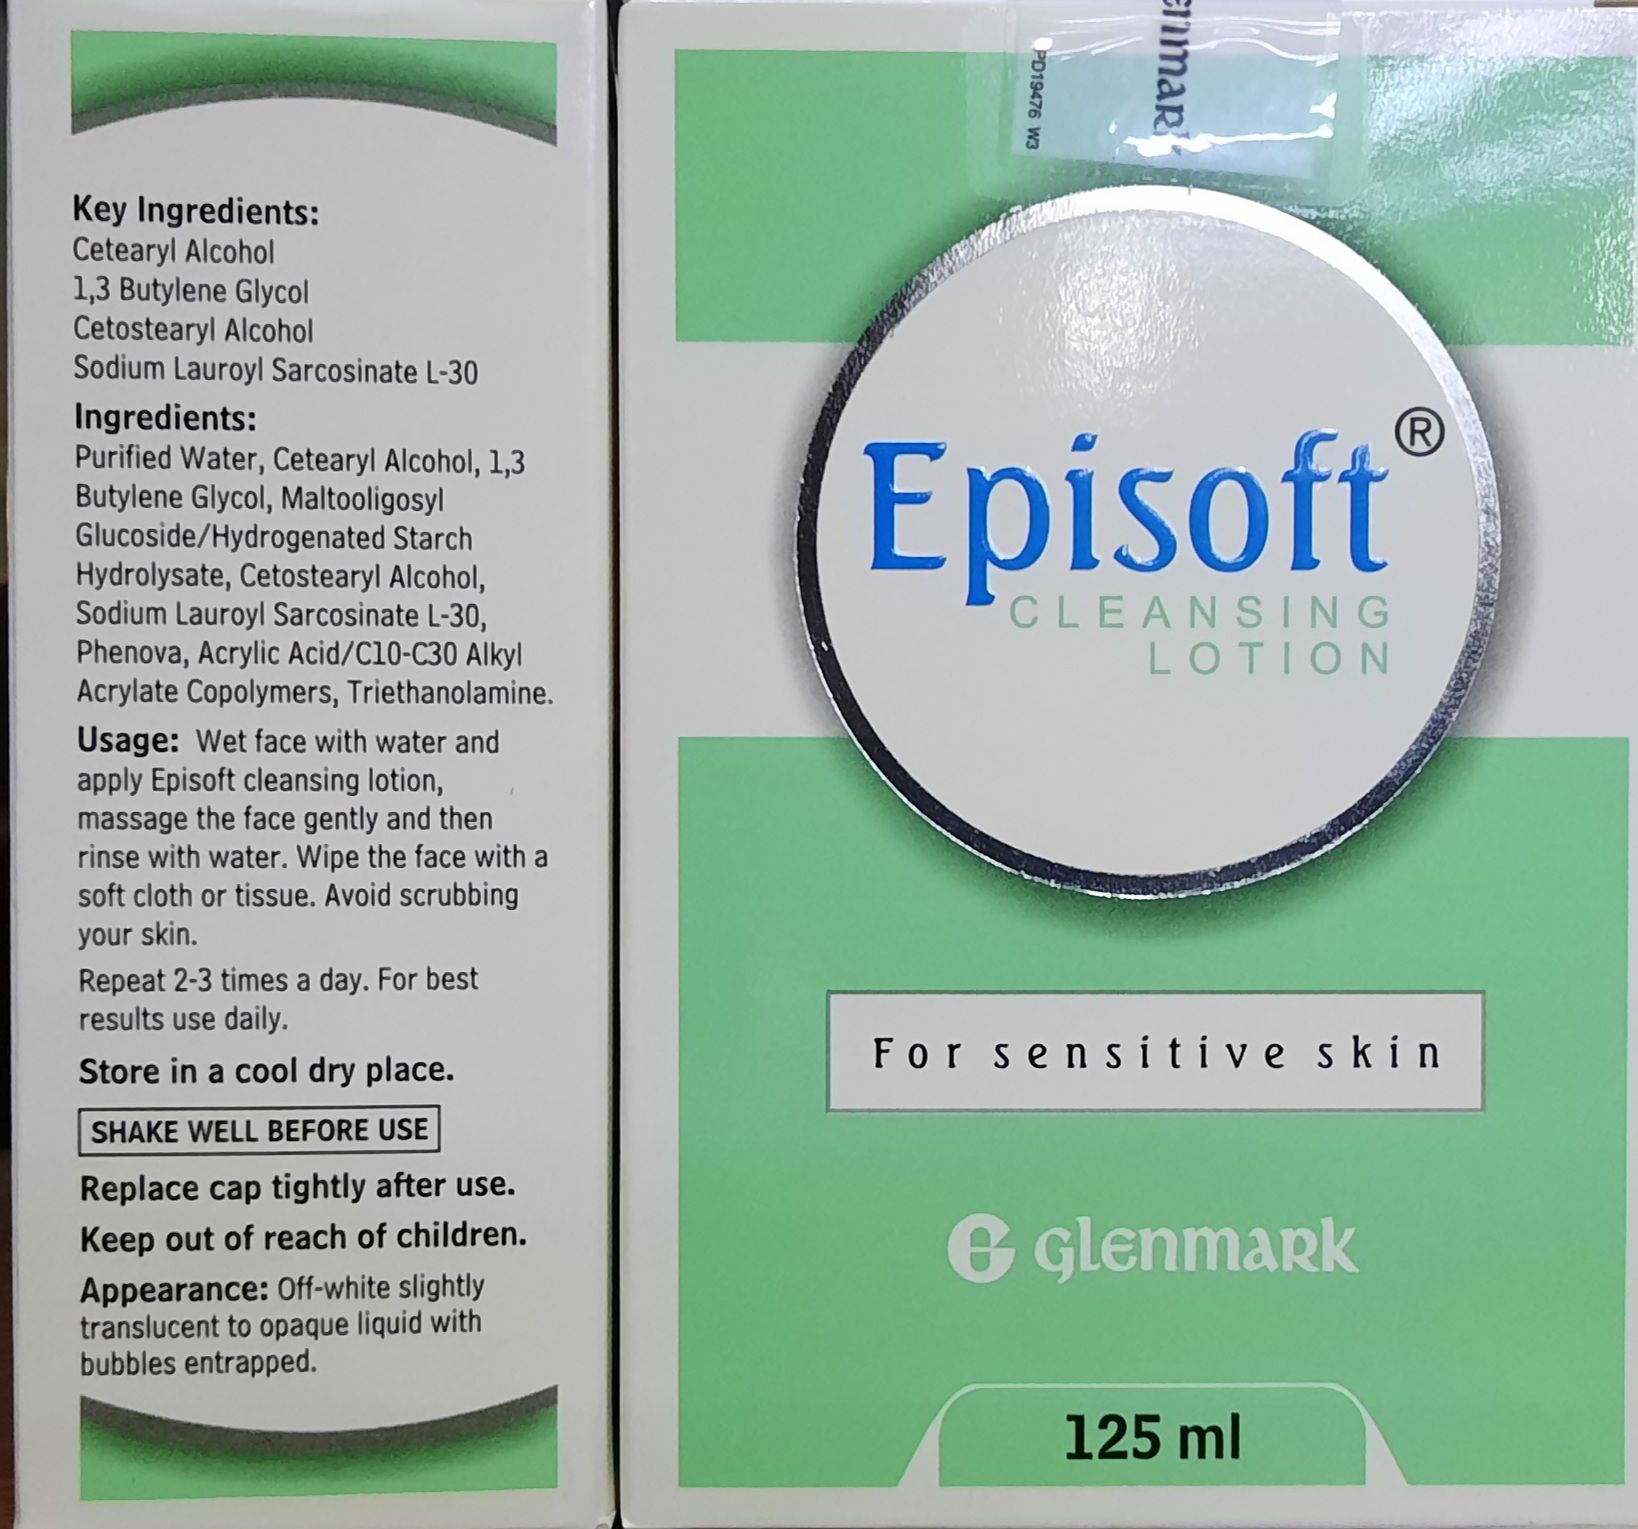 Key Ingredients:
Cetearyl Alcohol
1,3 Butylene Glycol
Cetostearyl Alcohol
Sodium Lauroyl Sarcosinate L-30
Ingredients:
Purified Water, Cetearyl Alcohol, 1,3
Butylene Glycol, Maltooligosyl
Glucoside/Hydrogenated Starch
Hydrolysate, Cetostearyl Alcohol,
Sodium Lauroyl Sarcosinate L-30,
Phenova, Acrylic Acid/C10-C30 Alkyl
Acrylate Copolymers, Triethanolamine.
Usage: Wet face with water and
apply Episoft cleansing lotion,
massage the face gently and then
rinse with water. Wipe the face with a
soft cloth or tissue. Avoid scrubbing
your skin.
Repeat 2-3 times a day. For best
results use daily.
Store in a cool dry place.
SHAKE WELL BEFORE USE
Replace cap tightly after use.
Keep out of reach of children.
Appearance: Off-white slightly
translucent to opaque liquid with
bubbles entrapped.
PD19476 W3
Episoft®
CLEANSING
LOTION
For sensitive skin
glenmark
125 ml